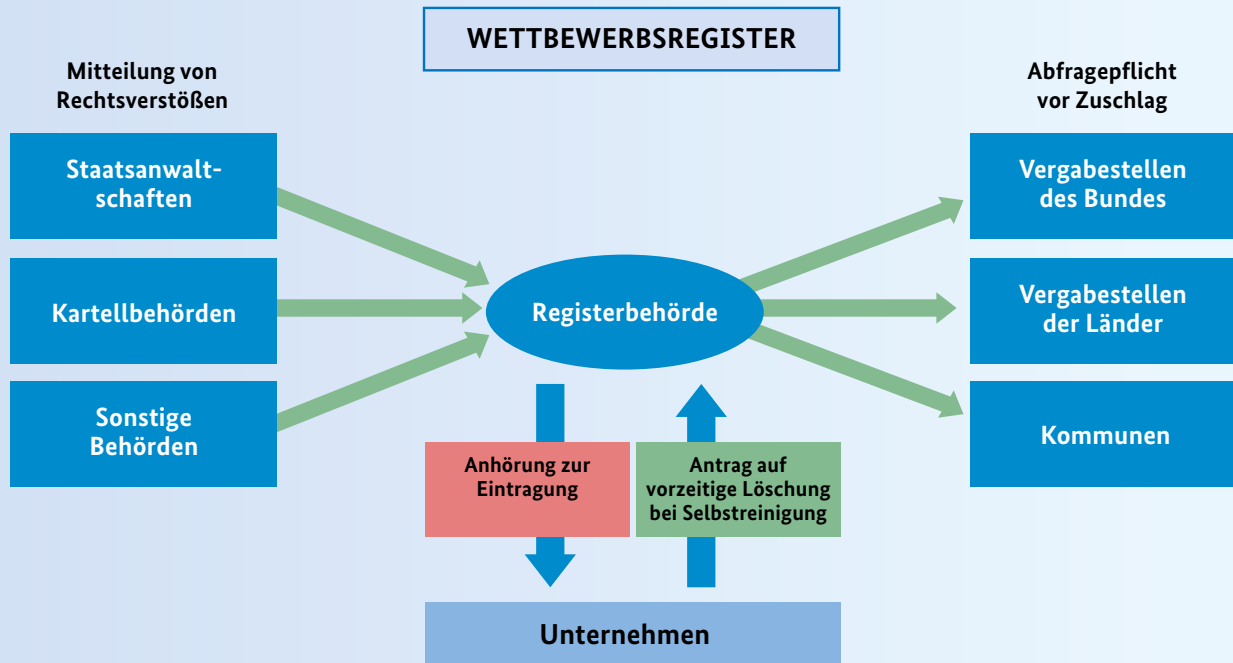 WETTBEWERBSREGISTER
Mitteilung von
Rechtsverstößen
Staatsanwalt-
schaften
Kartellbehörden
Sonstige
Behörden
Registerbehörde
Anhörung zur
Eintragung
Antrag auf
vorzeitige Löschung
bei Selbstreinigung
Unternehmen
Abfragepflicht
vor Zuschlag
Vergabestellen
des Bundes
Vergabestellen
der Länder
Kommunen